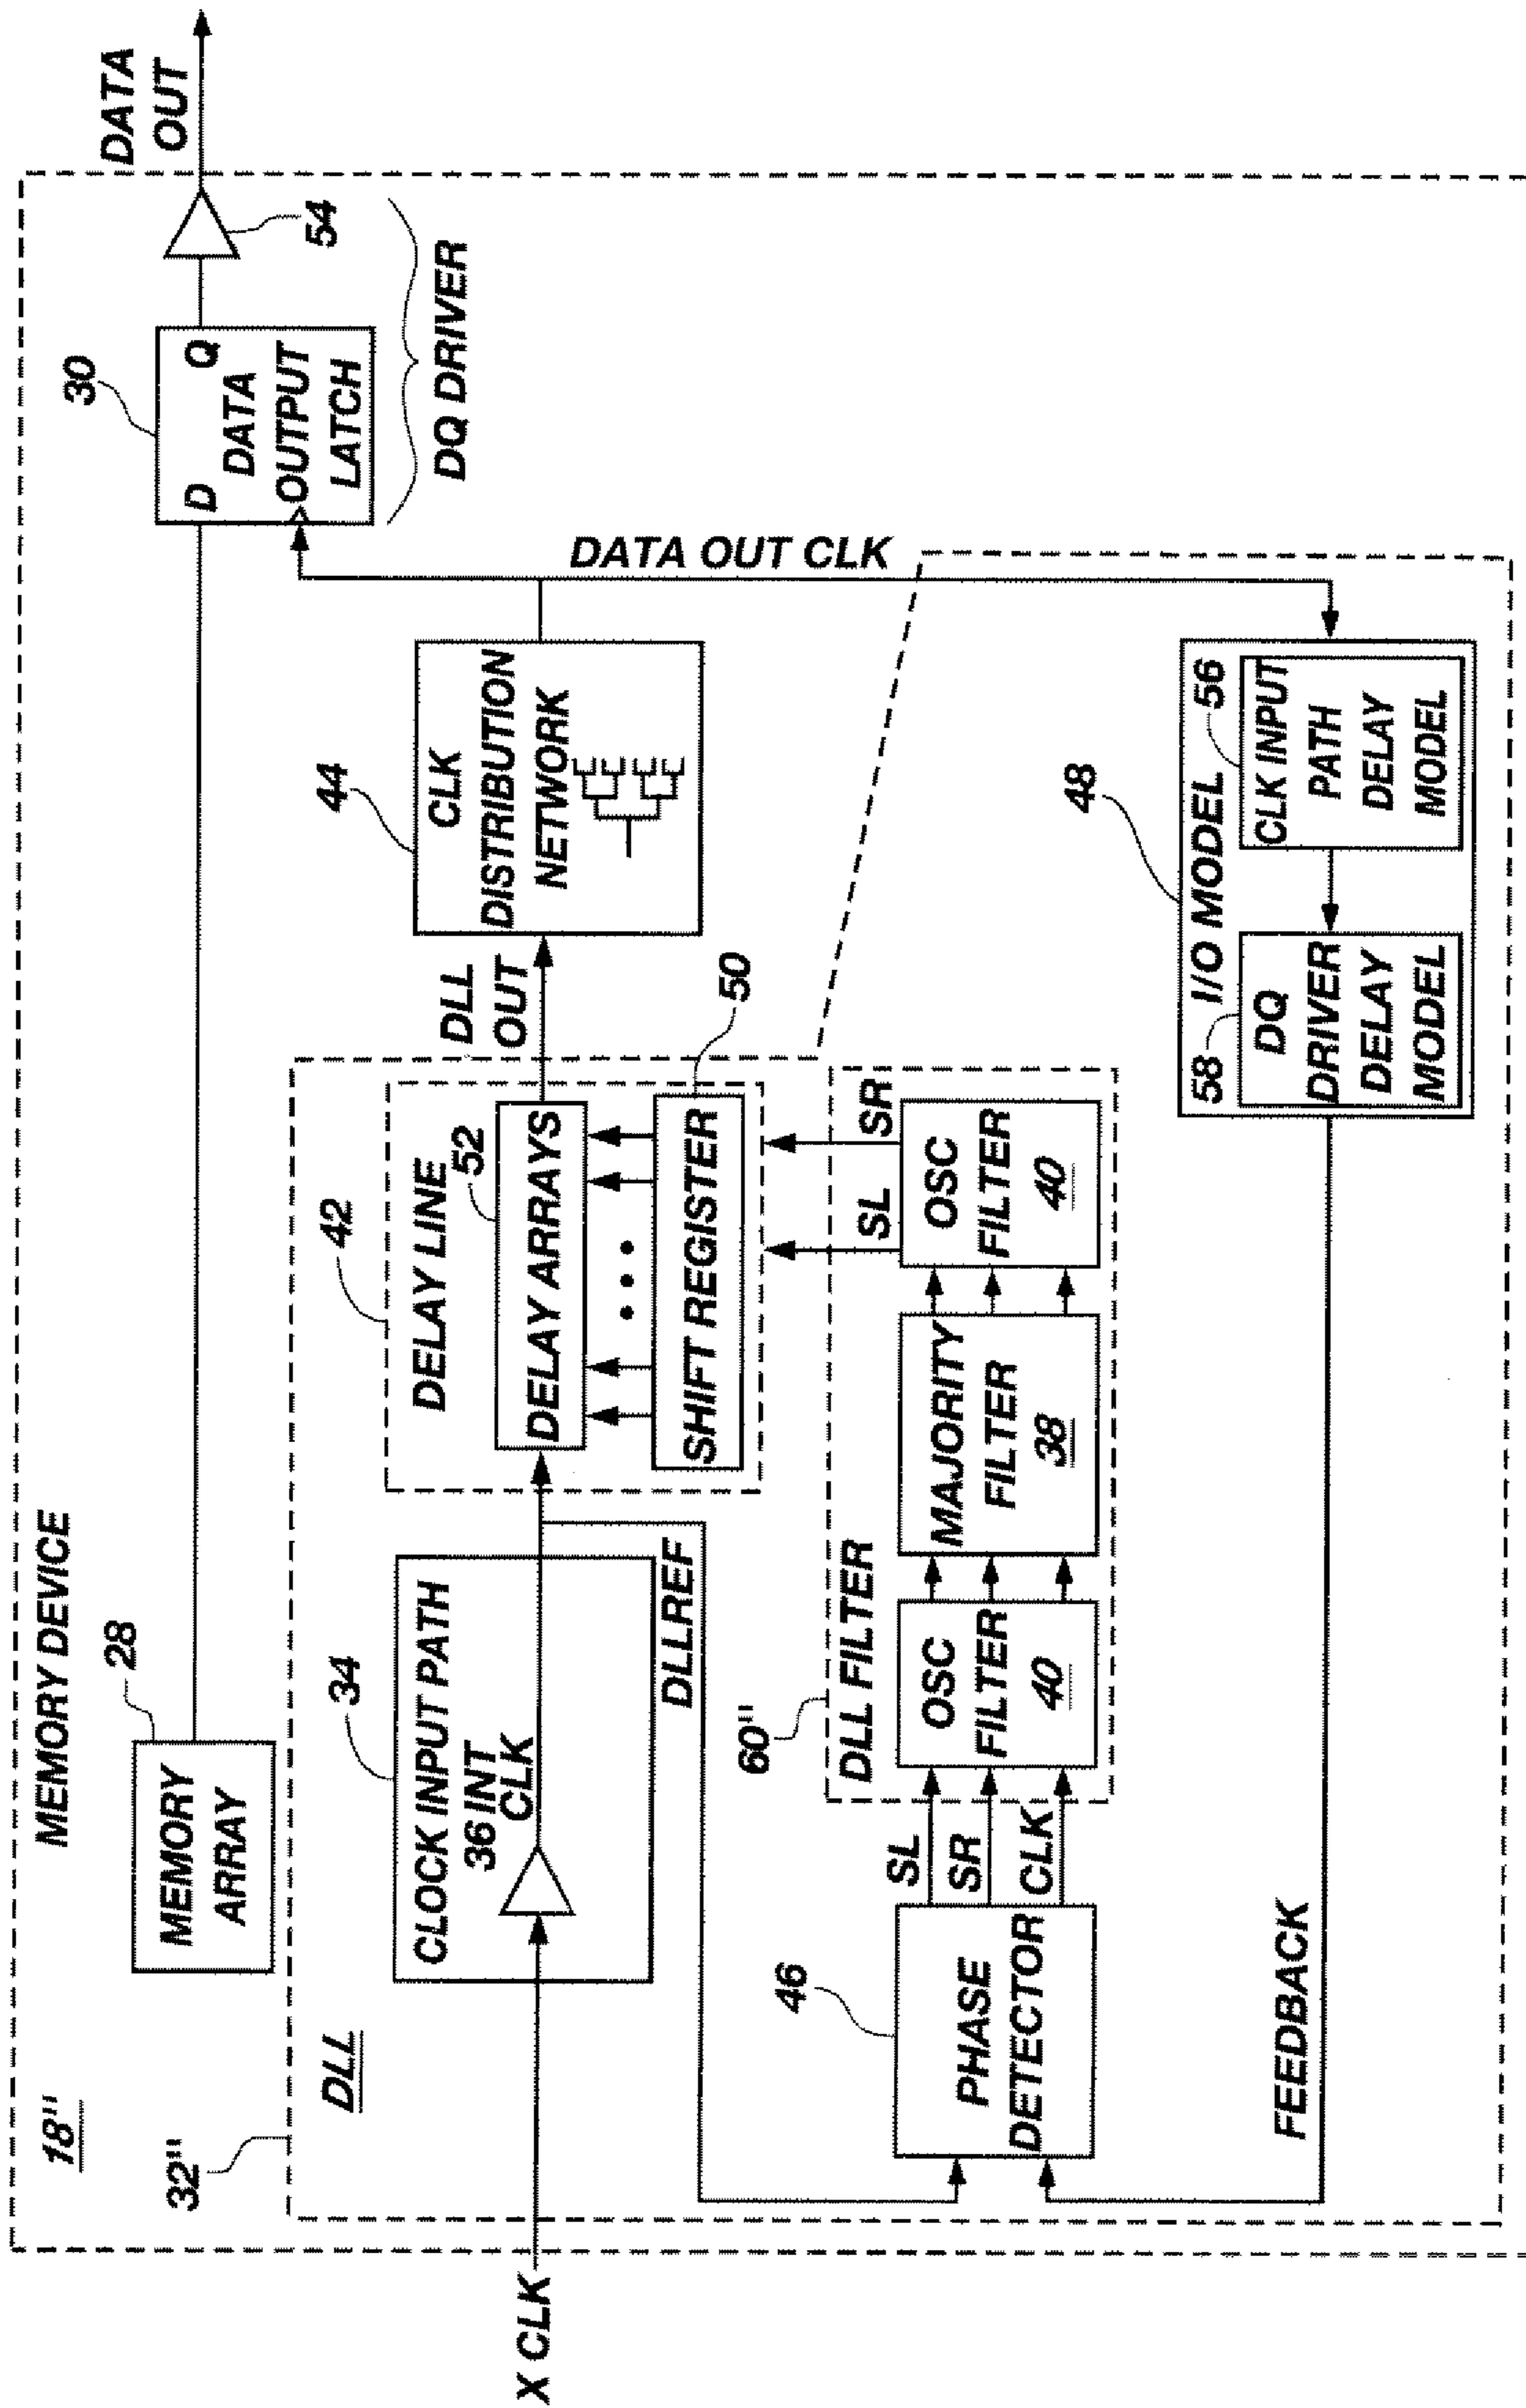 MEMORY DEVICE
18"
28
MEMORY
ARRAY
30
D Q
DATA
OUTPUT
LATCH
54
DATA
OUT
DQ DRIVER
32"
DLL
X CLK
34
CLOCK INPUT PATH
36 INT
CLK
DLLREF
42
DELAY LINE
52
DELAY ARRAYS
SHIFT REGISTER
50
DLL
OUT
44
CLK
DISTRIBUTION
NETWORK
DATA OUT CLK
46
PHASE
DETECTOR
SL
SR
CLK
60"
DLL FILTER
OSC
FILTER
40
MAJORITY
FILTER
38
OSC
FILTER
40
SL
SR
48
I/O MODEL
58
DQ
DRIVER
DELAY
MODEL
56
CLK INPUT
PATH
DELAY
MODEL
FEEDBACK